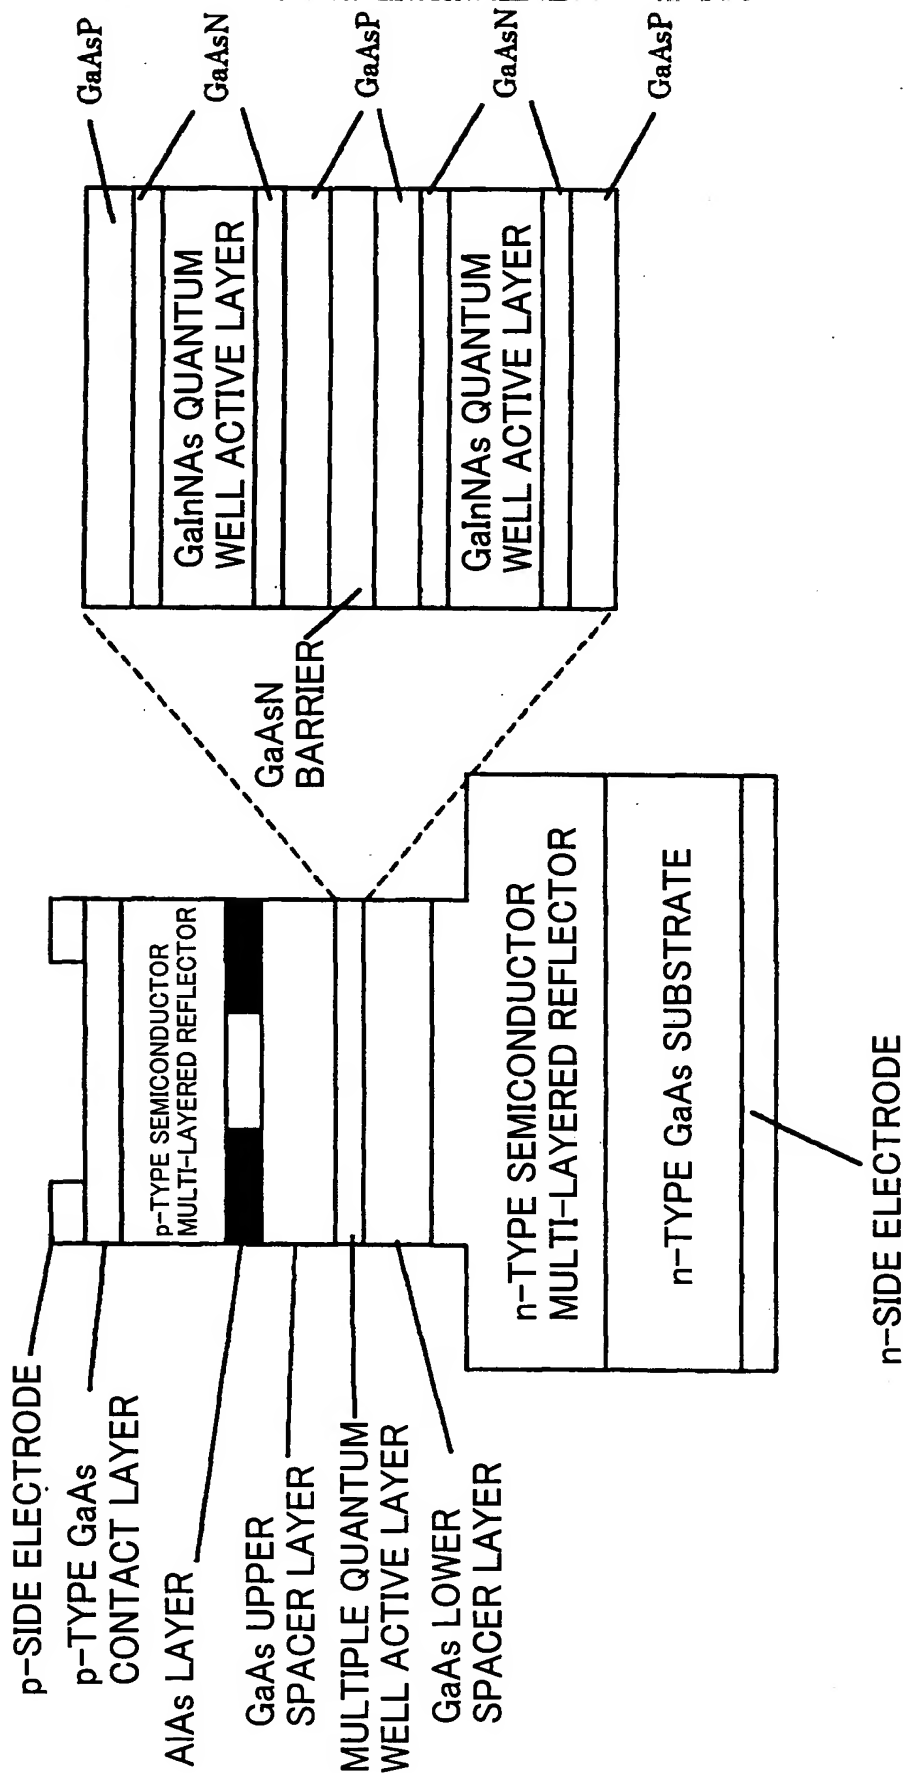 p-SIDE ELECTRODE
p-TYPE GaAs
CONTACT LAYER
AlAs LAYER
GaAs UPPER
SPACER LAYER
MULTIPLE QUANTUM
WELL ACTIVE LAYER
GaAs LOWER
SPACER LAYER
p-TYPE SEMICONDUCTOR
MULTI-LAYERED REFLECTOR
n-TYPE SEMICONDUCTOR
MULTI-LAYERED REFLECTOR
n-TYPE GaAs SUBSTRATE
n-SIDE ELECTRODE
GaAsN
BARRIER
GaInNAs QUANTUM
WELL ACTIVE LAYER
GaInNAs QUANTUM
WELL ACTIVE LAYER
GaAsP
GaAsN
GaAsP
GaAsN
GaAsP